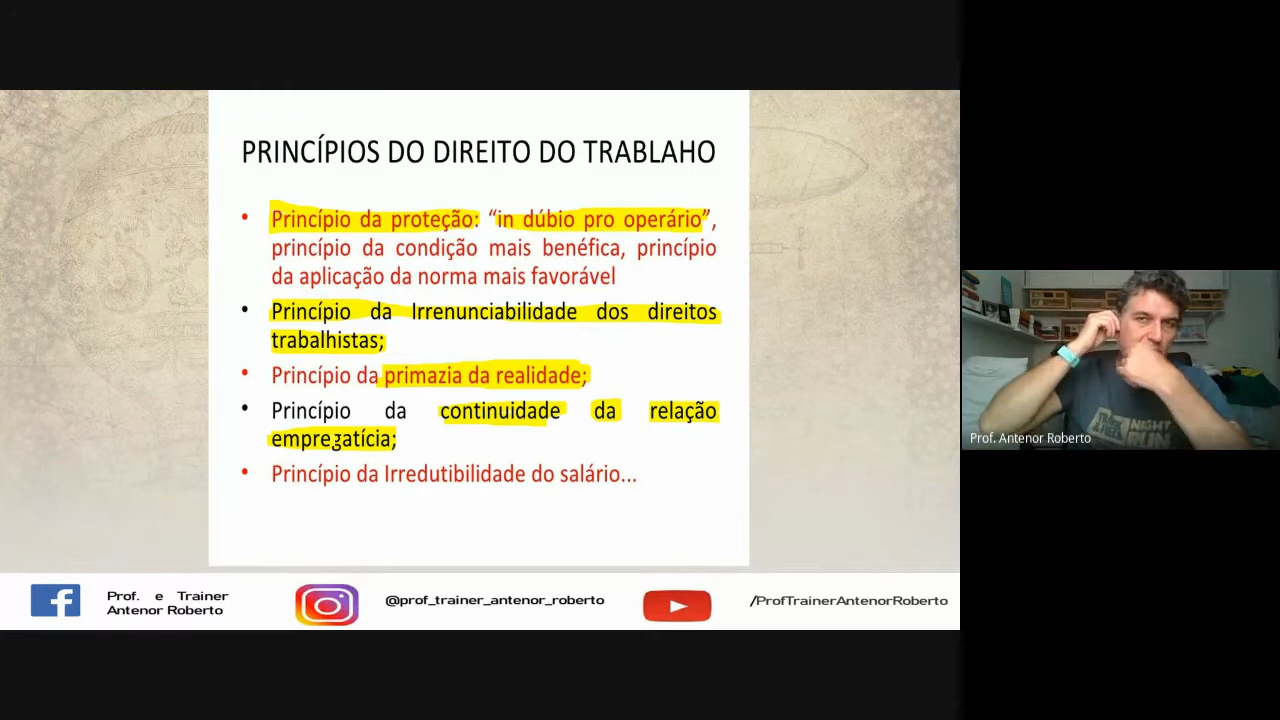 PRINCÍPIOS DO DIREITO DO TRABLAHO
• Princípio da proteção: “in dúbio pro operário”,
princípio da condição mais benéfica, princípio
da aplicação da norma mais favorável
• Princípio da Irrenunciabilidade dos direitos
trabalhistas;
• Princípio da primazia da realidade;
• Princípio da continuidade da relação
empregatícia;
• Princípio da Irredutibilidade do salário...
Prof. e Trainer
Antenor Roberto
@prof_trainer_antenor_roberto
/ProfTrainerAntenorRoberto
NIGHT
RUN
Prof. Antenor Roberto